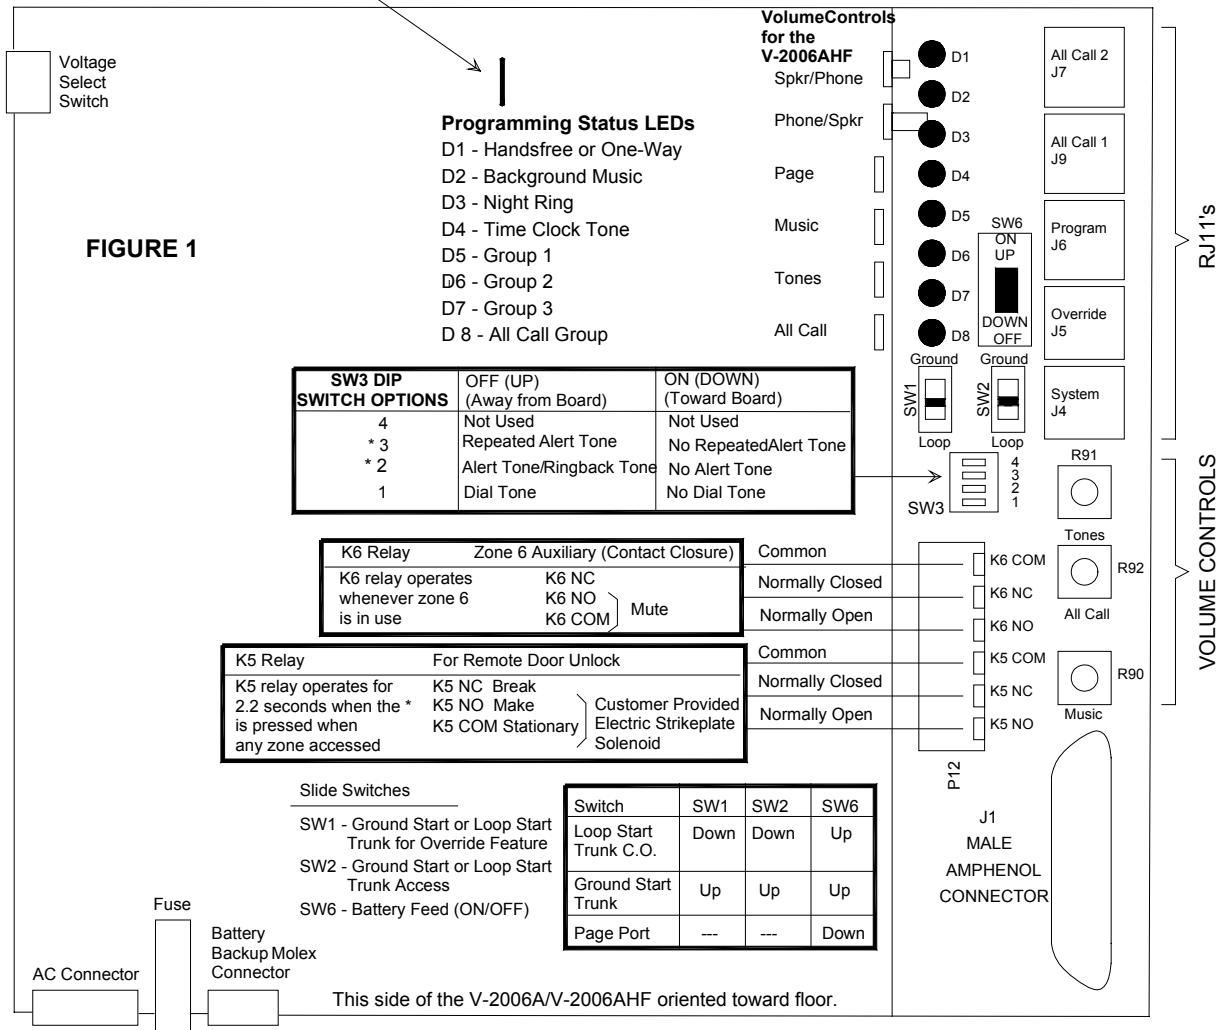 VolumeControls
for the
V-2006AHF
Spkr/Phone
Phone/Spkr
Page
Music
Tones
All Call
Voltage
Select
Switch
FIGURE 1
Programming Status LEDs
D1 - Handsfree or One-Way
D2 - Background Music
D3 - Night Ring
D4 - Time Clock Tone
D5 - Group 1
D6 - Group 2
D7 - Group 3
D 8 - All Call Group
D1
D2
D3
D4
D5
D6
D7
D8
SW6
ON
UP
DOWN
OFF
All Call 2
J7
All Call 1
J9
Program
J6
Override
J5
System
J4
RJ11's
Ground
SW1
Loop
Ground
SW2
Loop
SW3 DIP SWITCH OPTIONS OFF (UP) (Away from Board) ON (DOWN) (Toward Board)
4 Not Used Not Used
* 3 Repeated Alert Tone No RepeatedAlert Tone
* 2 Alert Tone/Ringback Tone No Alert Tone
1 Dial Tone No Dial Tone
SW3
4
3
2
1
R91
Tones
R92
All Call
R90
Music
VOLUME CONTROLS
K6 Relay Zone 6 Auxiliary (Contact Closure)
K6 relay operates
whenever zone 6
is in use
K6 NC
K6 NO
K6 COM
Mute
Common
Normally Closed
Normally Open
K5 Relay For Remote Door Unlock
K5 relay operates for
2.2 seconds when the *
is pressed when
any zone accessed
K5 NC Break
K5 NO Make
K5 COM Stationary
Customer Provided
Electric Strikeplate
Solenoid
Common
Normally Closed
Normally Open
K6 COM
K6 NC
K6 NO
K5 COM
K5 NC
K5 NO
P12
J1
MALE
AMPHENOL
CONNECTOR
Slide Switches
SW1 - Ground Start or Loop Start
Trunk for Override Feature
SW2 - Ground Start or Loop Start
Trunk Access
SW6 - Battery Feed (ON/OFF)
Switch SW1 SW2 SW6
Loop Start Trunk C.O. Down Down Up
Ground Start Trunk Up Up Up
Page Port --- --- Down
Fuse
Battery
Backup Molex
Connector
AC Connector
This side of the V-2006A/V-2006AHF oriented toward floor.